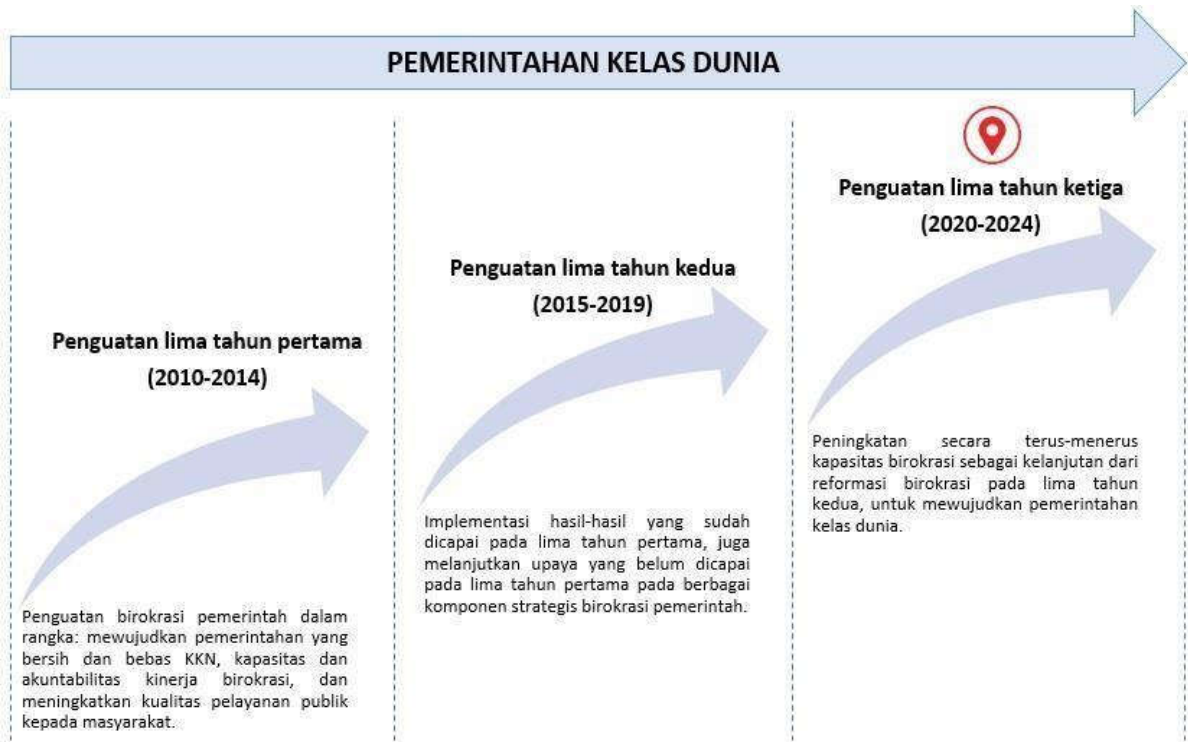 PEMERINTAHAN KELAS DUNIA
Penguatan lima tahun pertama
(2010-2014)
Penguatan birokrasi pemerintah dalam
rangka: mewujudkan pemerintahan yang
bersih dan bebas KKN, kapasitas dan
akuntabilitas kinerja birokrasi, dan
meningkatkan kualitas pelayanan publik
kepada masyarakat.
Penguatan lima tahun kedua
(2015-2019)
Implementasi hasil-hasil yang sudah
dicapai pada lima tahun pertama, juga
melanjutkan upaya yang belum dicapai
pada lima tahun pertama pada berbagai
komponen strategis birokrasi pemerintah.
Penguatan lima tahun ketiga
(2020-2024)
Peningkatan secara terus-menerus
kapasitas birokrasi sebagai kelanjutan dari
reformasi birokrasi pada lima tahun
kedua, untuk mewujudkan pemerintahan
kelas dunia.